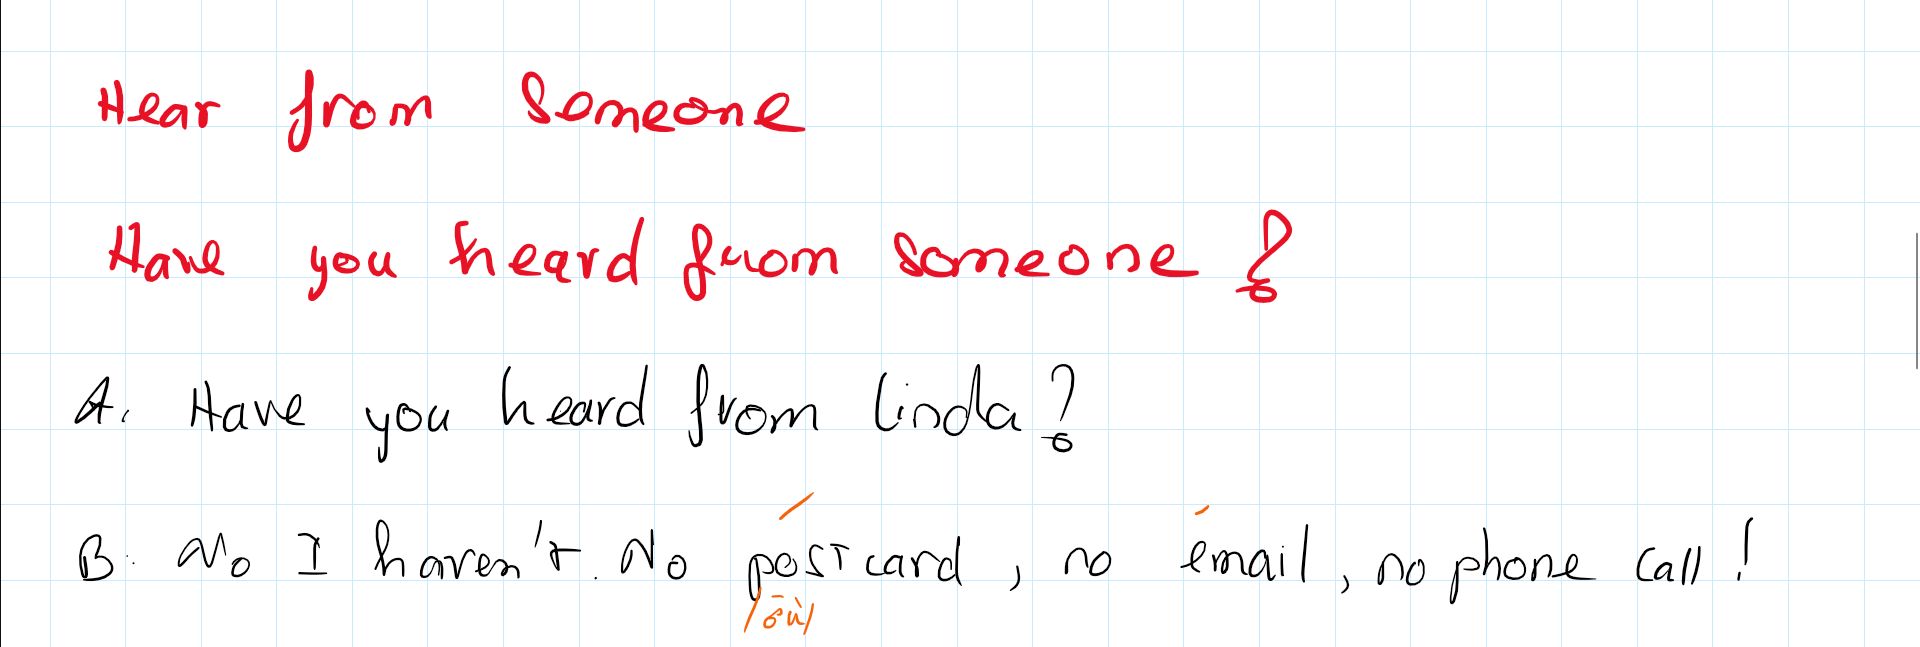 Hear from Someone
Have you heard from someone ?
A. Have you heard from linda ?
B. No I haven't. No postcard , no email , no phone call !